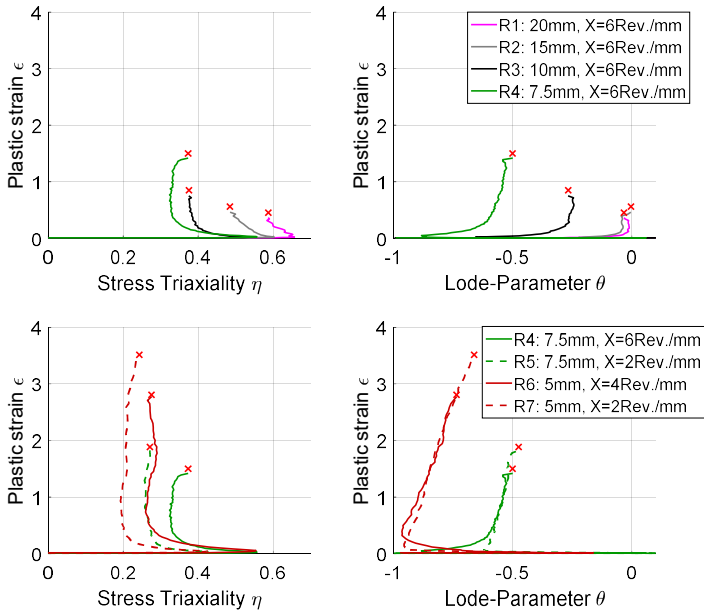 Plastic strain ϵ
4
3
2
1
0
0
0.2
0.4
0.6
Stress Triaxiality η
Plastic strain ϵ
4
3
2
1
0
-1
-0.5
0
Lode-Parameter θ
R1: 20mm, X=6Rev./mm
R2: 15mm, X=6Rev./mm
R3: 10mm, X=6Rev./mm
R4: 7.5mm, X=6Rev./mm
Plastic strain ϵ
4
3
2
1
0
0
0.2
0.4
0.6
Stress Triaxiality η
Plastic strain ϵ
4
3
2
1
0
-1
-0.5
0
Lode-Parameter θ
R4: 7.5mm, X=6Rev./mm
R5: 7.5mm, X=2Rev./mm
R6: 5mm, X=4Rev./mm
R7: 5mm, X=2Rev./mm